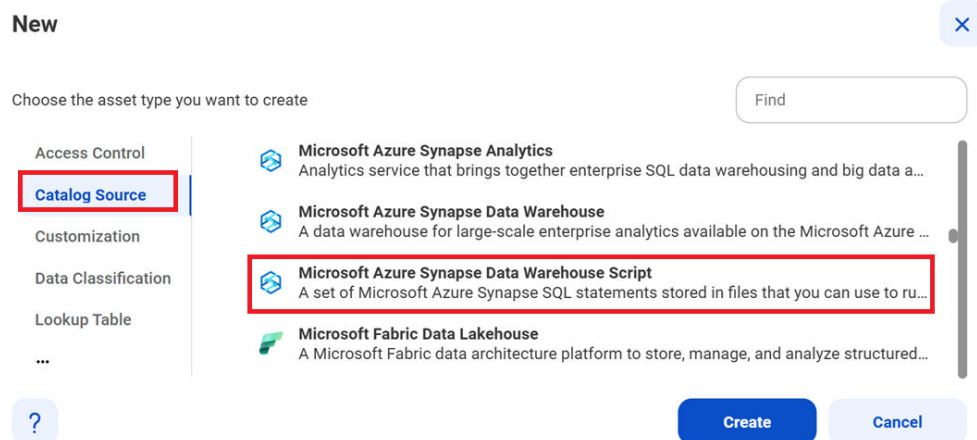 New
Choose the asset type you want to create
Find
Access Control
Catalog Source
Customization
Data Classification
Lookup Table
...
Microsoft Azure Synapse Analytics
Analytics service that brings together enterprise SQL data warehousing and big data a...
Microsoft Azure Synapse Data Warehouse
A data warehouse for large-scale enterprise analytics available on the Microsoft Azure ...
Microsoft Azure Synapse Data Warehouse Script
A set of Microsoft Azure Synapse SQL statements stored in files that you can use to ru...
Microsoft Fabric Data Lakehouse
A Microsoft Fabric data architecture platform to store, manage, and analyze structured...
?
Create
Cancel